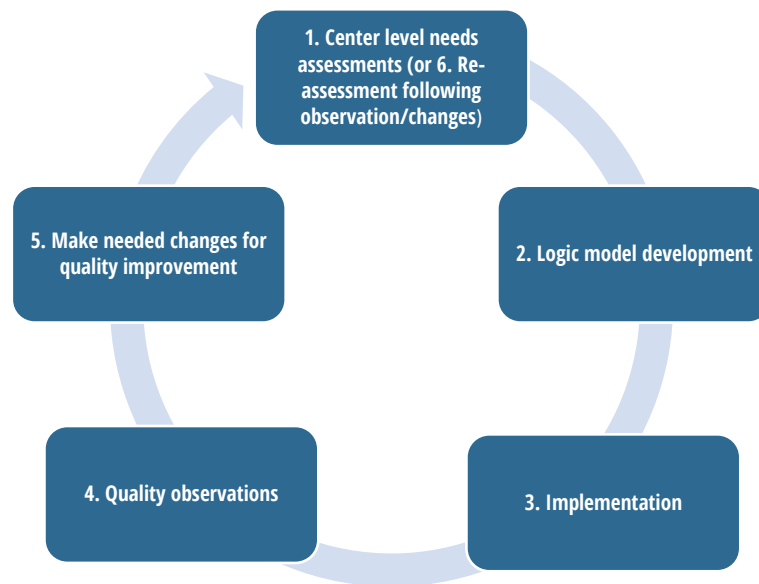 1. Center level needs
assessments (or 6. Re-
assessment following
observation/changes)
2. Logic model development
3. Implementation
4. Quality observations
5. Make needed changes for
quality improvement